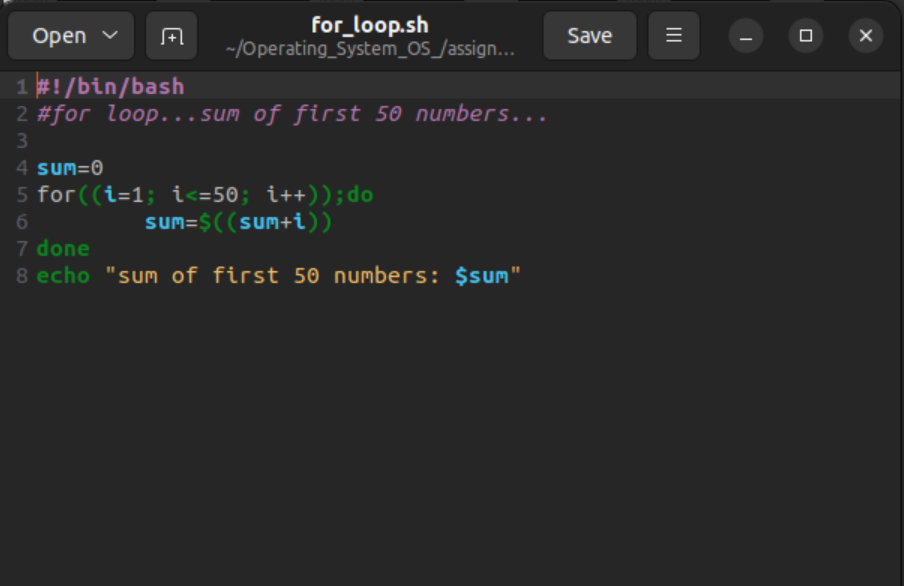 Open
for_loop.sh
~/Operating_System_OS_/assign...
Save
1 #!/bin/bash
2 #for loop...sum of first 50 numbers...
3
4 sum=0
5 for((i=1; i<=50; i++));do
6         sum=$((sum+i))
7 done
8 echo "sum of first 50 numbers: $sum"